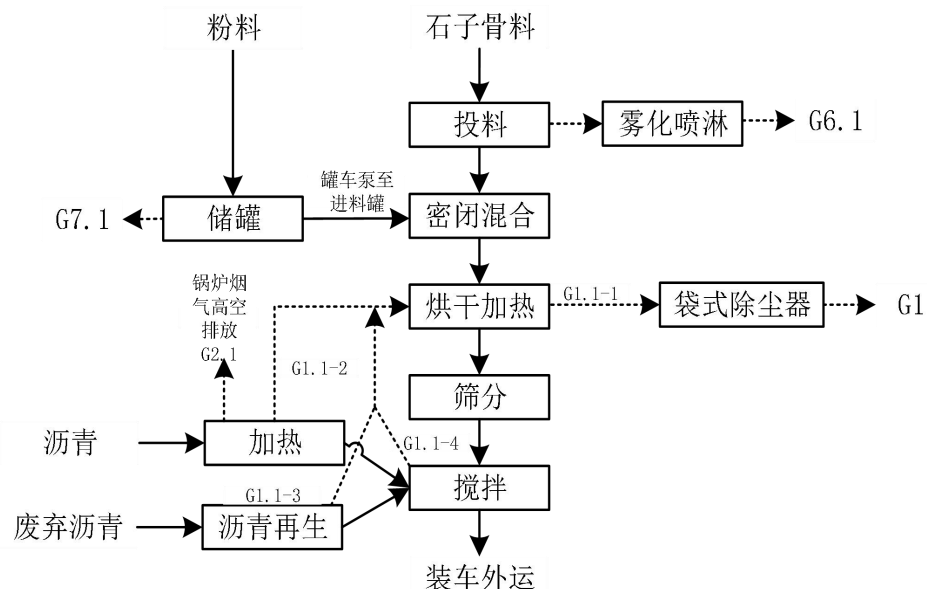 粉料
石子骨料
投料
雾化喷淋
G6.1
罐车泵至
进料罐
G7.1
储罐
密闭混合
锅炉烟
气高空
排放
G2.1
烘干加热
G1.1-1
袋式除尘器
G1
G1.1-2
筛分
沥青
加热
G1.1-4
搅拌
G1.1-3
废弃沥青
沥青再生
装车外运